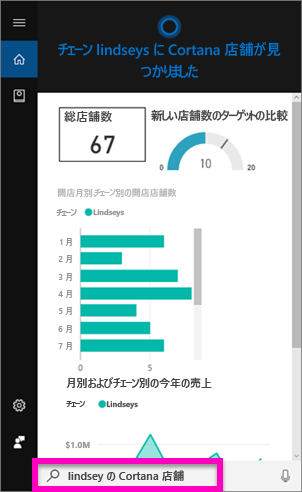 チェーン lindseys に Cortana 店舗が見
つかりました
総店舗数
67
新しい店舗数のターゲットの比較
0
10
20
開店月別,チェーン別の開店店舗数
チェーン
Lindseys
1 月
2 月
3 月
4 月
5 月
6 月
7 月
0
5
月別およびチェーン別の今年の売上
チェーン
Lindseys
$1.0M
lindsey の Cortana 店舗